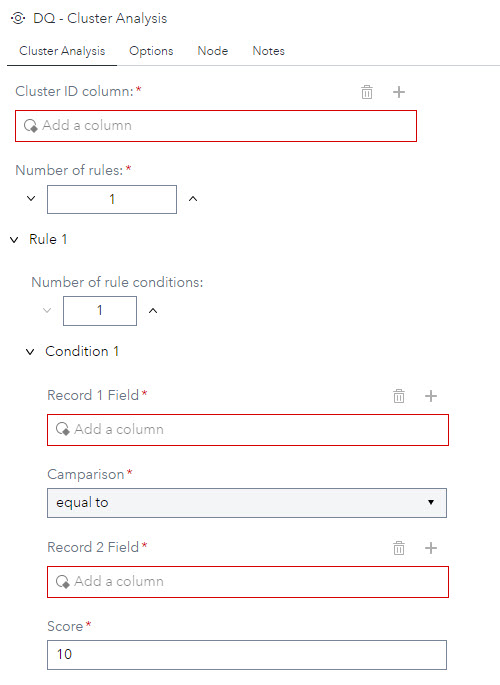 DQ - Cluster Analysis
Cluster Analysis Options Node Notes
Cluster ID column:*
Add a column
Number of rules:*
1
Rule 1
Number of rule conditions:
1
Condition 1
Record 1 Field*
Add a column
Camparison*
equal to
Record 2 Field*
Add a column
Score*
10